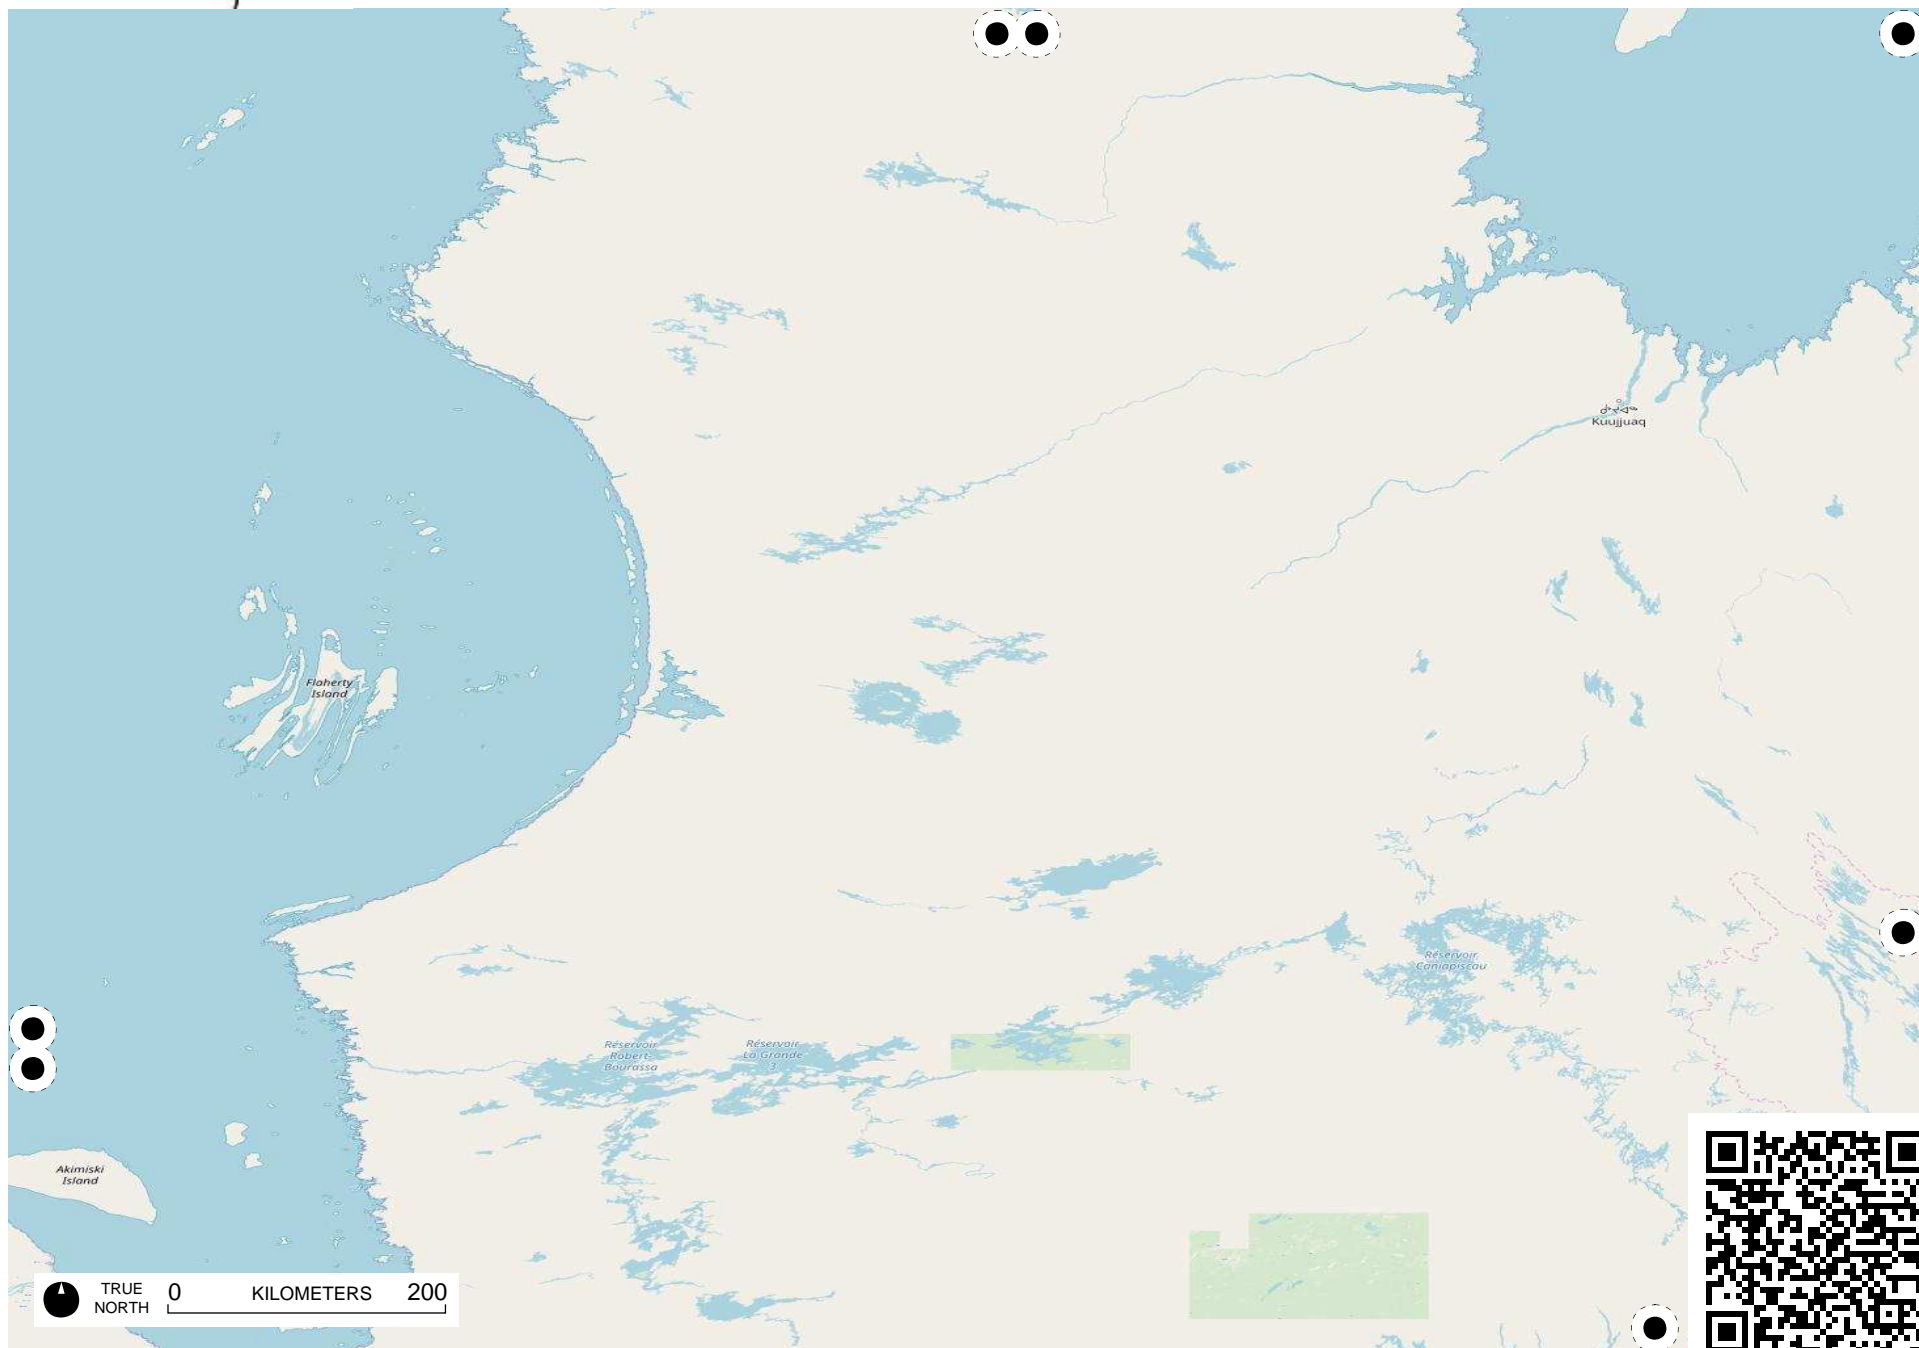 ᑰᔾᔪᐊᖅ
Kuujjuaq
Flaherty
Island
Réservoir
Caniapiscau
Réservoir
Robert-
Bourassa
Réservoir
La Grande
3
Akimiski
Island
TRUE
NORTH
0 KILOMETERS 200